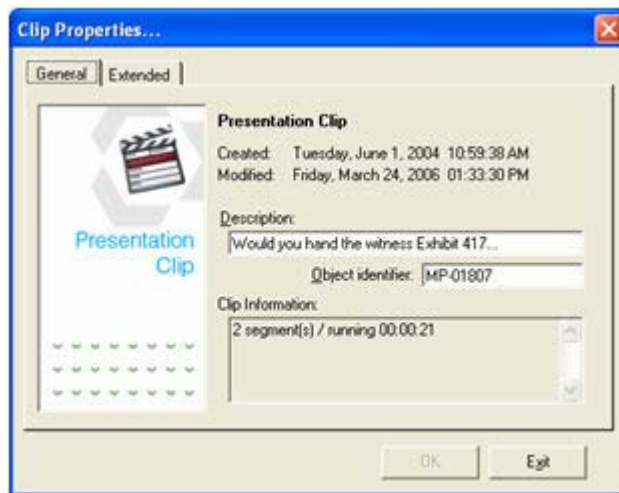 Clip Properties...
General
Extended
Presentation Clip
Created: Tuesday, June 1, 2004 10:59:38 AM
Modified: Friday, March 24, 2006 01:33:30 PM
Presentation
Clip
Description:
Would you hand the witness Exhibit 417...
Object identifier: MP-01807
Clip Information:
2 segment(s) / running 00:00:21
OK
Exit